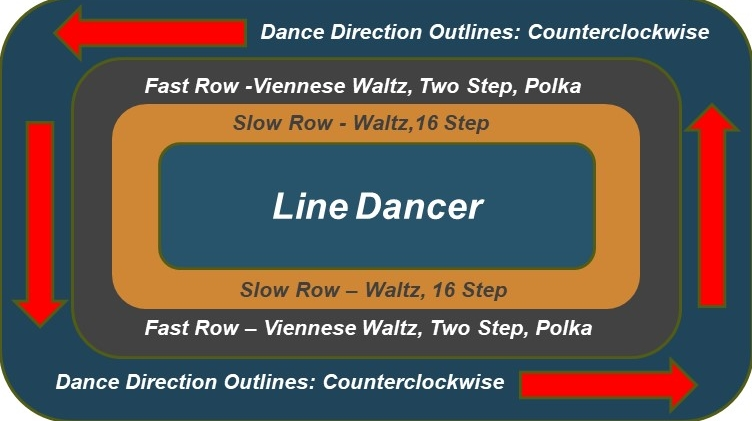 Dance Direction Outlines: Counterclockwise
Fast Row -Viennese Waltz, Two Step, Polka
Slow Row - Waltz,16 Step
Line Dancer
Slow Row – Waltz, 16 Step
Fast Row – Viennese Waltz, Two Step, Polka
Dance Direction Outlines: Counterclockwise